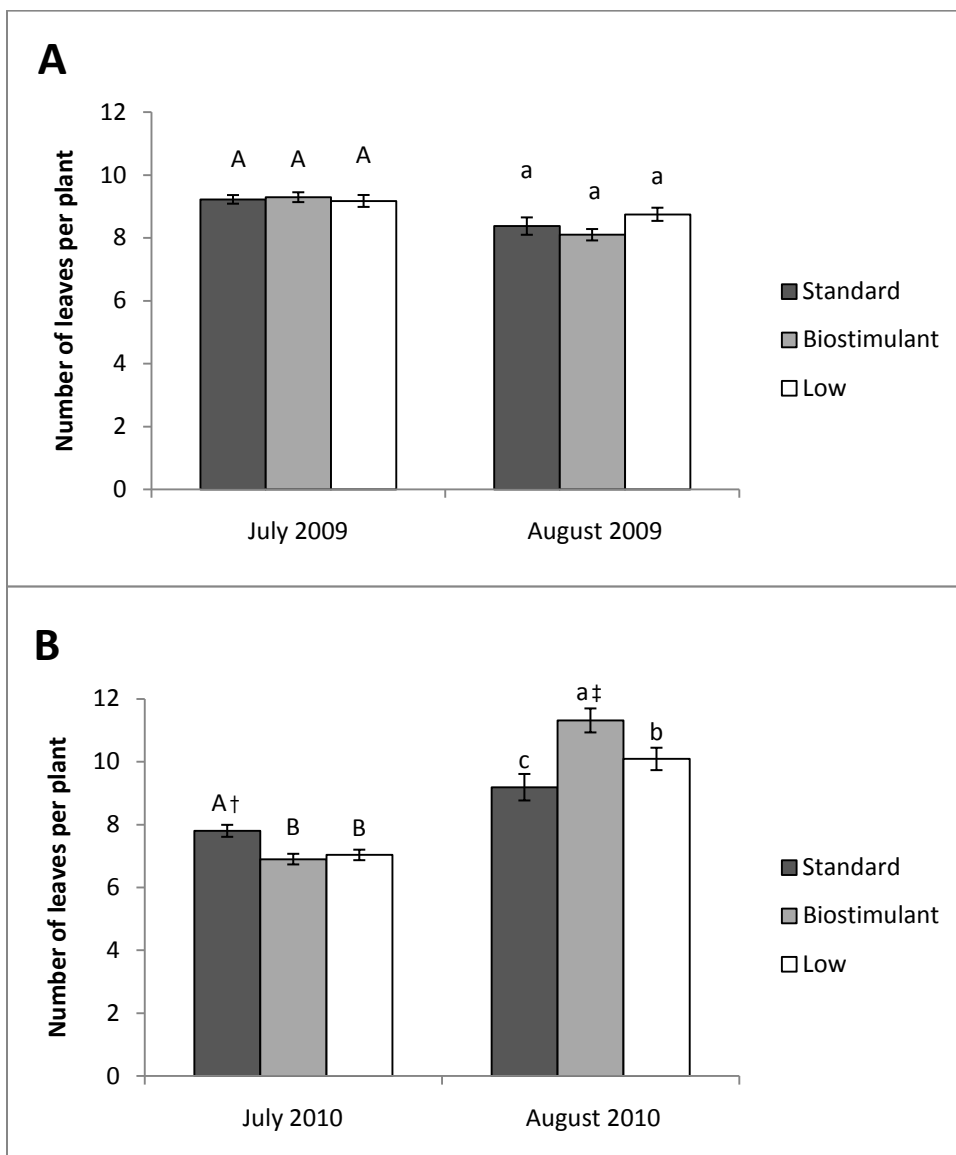 A
Number of leaves per plant
12
10
8
6
4
2
0
A A A
a a a
July 2009 August 2009
Standard
Biostimulant
Low
B
Number of leaves per plant
12
10
8
6
4
2
0
A† B B
c a‡ b
July 2010 August 2010
Standard
Biostimulant
Low